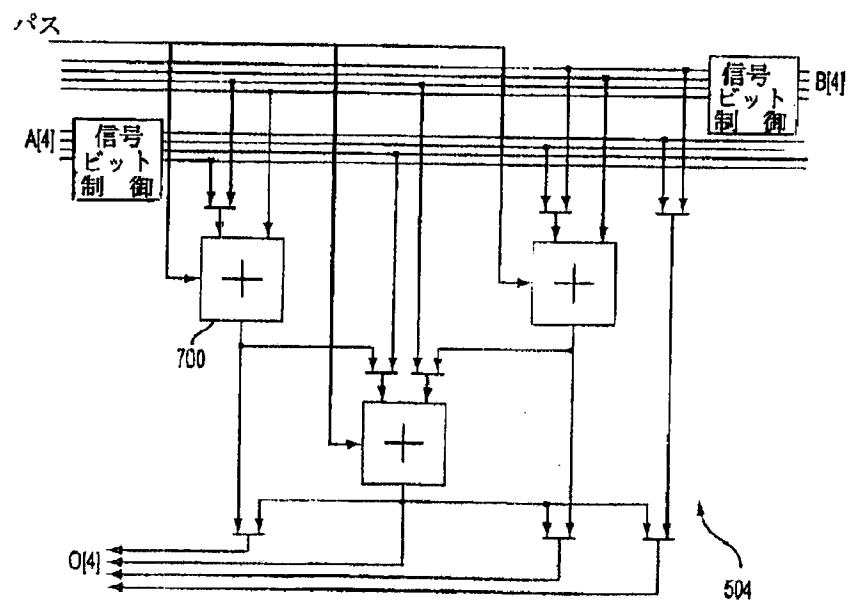 パス
信号
ビット
制 御
B[4]
A[4]
信号
ビット
制 御
+
+
700
+
O[4]
504